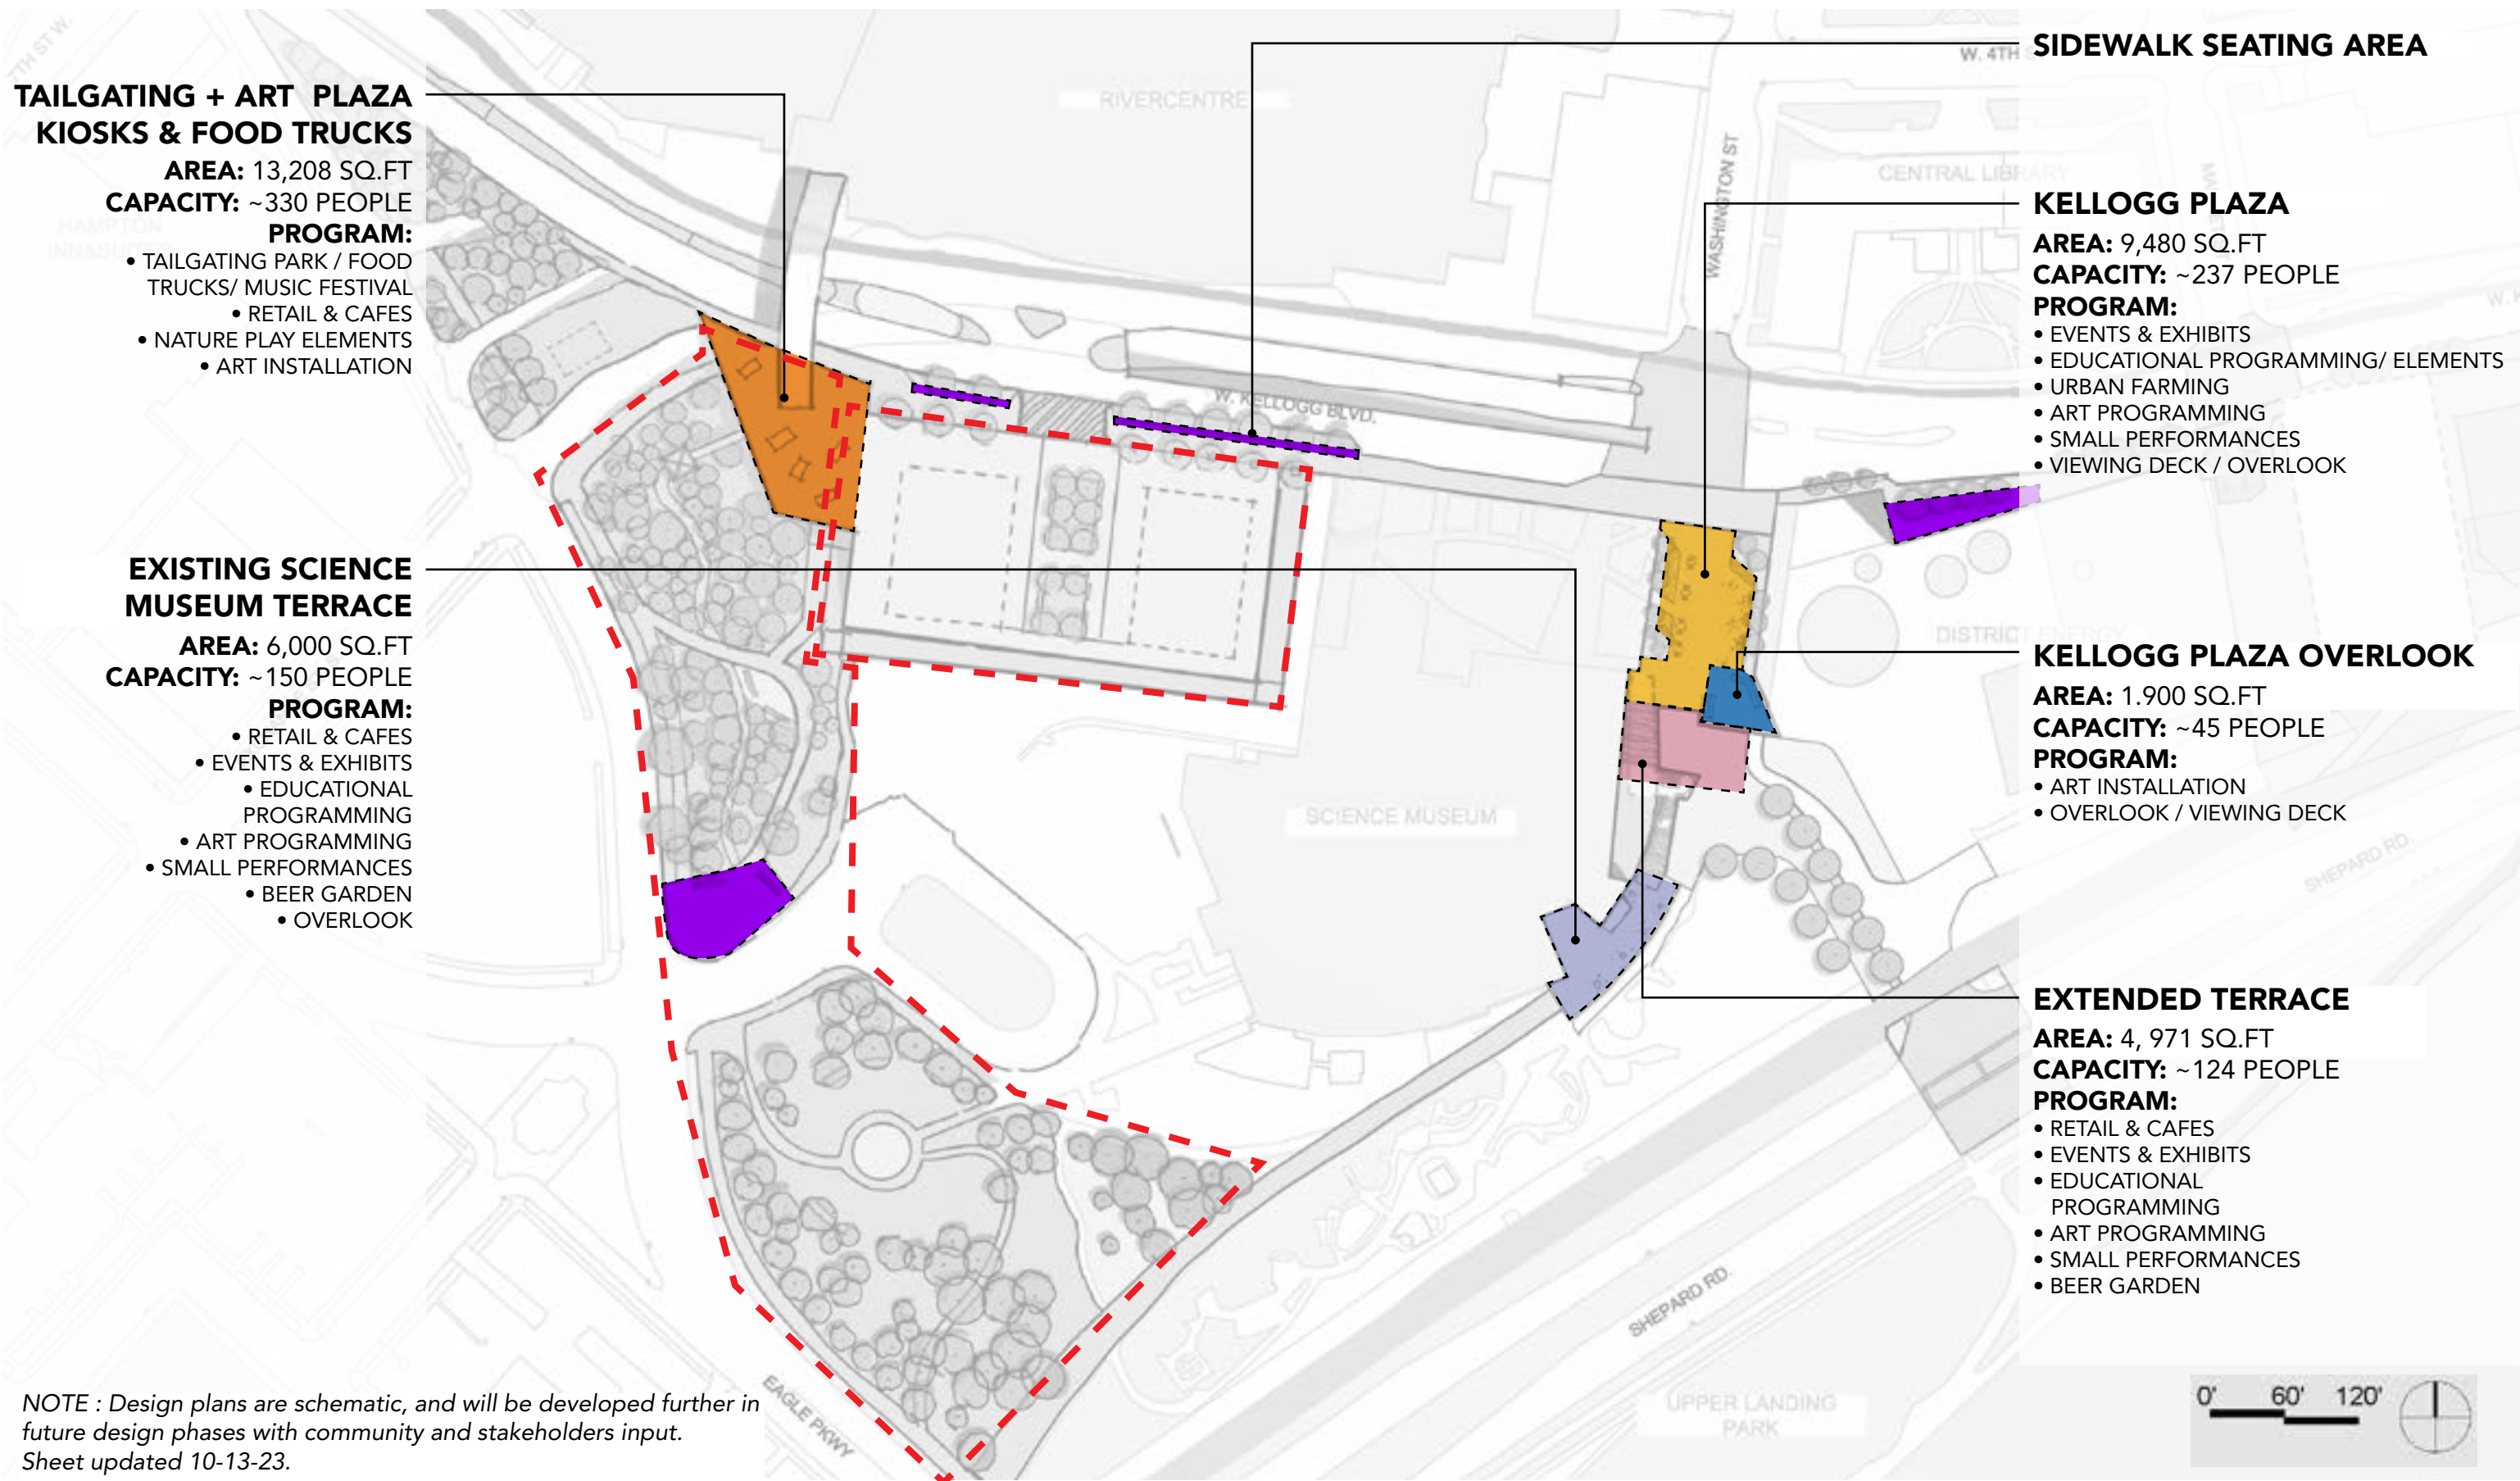 7TH ST W.
TAILGATING + ART PLAZA
KIOSKS & FOOD TRUCKS
AREA: 13,208 SQ.FT
CAPACITY: ~330 PEOPLE
PROGRAM:
• TAILGATING PARK / FOOD
TRUCKS/ MUSIC FESTIVAL
• RETAIL & CAFES
• NATURE PLAY ELEMENTS
• ART INSTALLATION
HAMPTON
INN&SUITES
EXISTING SCIENCE
MUSEUM TERRACE
AREA: 6,000 SQ.FT
CAPACITY: ~150 PEOPLE
PROGRAM:
• RETAIL & CAFES
• EVENTS & EXHIBITS
• EDUCATIONAL
PROGRAMMING
• ART PROGRAMMING
• SMALL PERFORMANCES
• BEER GARDEN
• OVERLOOK
NOTE : Design plans are schematic, and will be developed further in
future design phases with community and stakeholders input.
Sheet updated 10-13-23.
RIVERCENTRE
W. 4TH
WASHINGTON ST
CENTRAL LIBRARY
W. KELLOGG BLVD.
DISTRICT ENERGY
SCIENCE MUSEUM
SHEPARD RD.
SHEPARD RD.
EAGLE PKWY
UPPER LANDING
PARK
SIDEWALK SEATING AREA
KELLOGG PLAZA
AREA: 9,480 SQ.FT
CAPACITY: ~237 PEOPLE
PROGRAM:
• EVENTS & EXHIBITS
• EDUCATIONAL PROGRAMMING/ ELEMENTS
• URBAN FARMING
• ART PROGRAMMING
• SMALL PERFORMANCES
• VIEWING DECK / OVERLOOK
KELLOGG PLAZA OVERLOOK
AREA: 1.900 SQ.FT
CAPACITY: ~45 PEOPLE
PROGRAM:
• ART INSTALLATION
• OVERLOOK / VIEWING DECK
EXTENDED TERRACE
AREA: 4, 971 SQ.FT
CAPACITY: ~124 PEOPLE
PROGRAM:
• RETAIL & CAFES
• EVENTS & EXHIBITS
• EDUCATIONAL
PROGRAMMING
• ART PROGRAMMING
• SMALL PERFORMANCES
• BEER GARDEN
0' 60' 120'